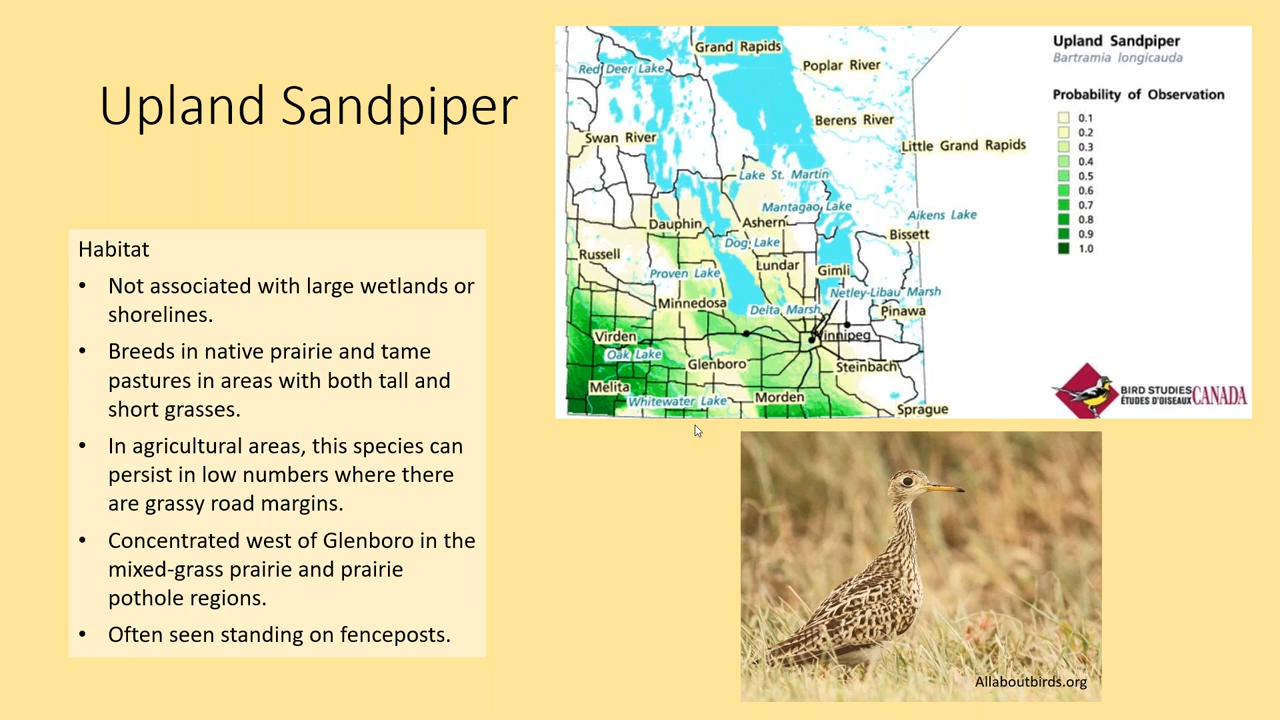 Upland Sandpiper
Habitat
• Not associated with large wetlands or
shorelines.
• Breeds in native prairie and tame
pastures in areas with both tall and
short grasses.
• In agricultural areas, this species can
persist in low numbers where there
are grassy road margins.
• Concentrated west of Glenboro in the
mixed-grass prairie and prairie
pothole regions.
• Often seen standing on fenceposts.
Grand Rapids
Red Deer Lake
Poplar River
Berens River
Swan River
Little Grand Rapids
Lake St. Martin
Mantagao Lake
Aikens Lake
Dauphin
Ashern
Bissett
Dog Lake
Russell
Lundar
Gimli
Proven Lake
Netley-Libau Marsh
Minnedosa
Delta Marsh
Pinawa
Virden
Winnipeg
Oak Lake
Glenboro
Steinbach
Melita
Whitewater Lake
Morden
Sprague
Upland Sandpiper
Bartramia longicauda
Probability of Observation
0.1
0.2
0.3
0.4
0.5
0.6
0.7
0.8
0.9
1.0
BIRD STUDIES
ÉTUDES D'OISEAUX CANADA
Allaboutbirds.org